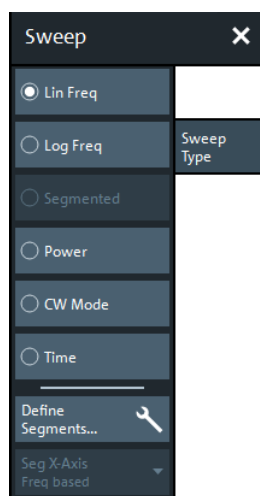 Sweep
Lin Freq
Log Freq
Sweep
Type
Segmented
Power
CW Mode
Time
Define
Segments...
Seg X-Axis
Freq based